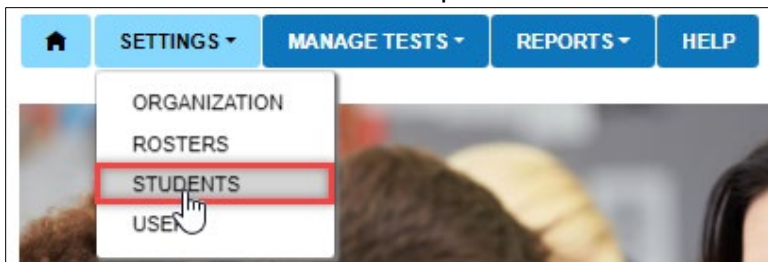 SETTINGS MANAGE TESTS REPORTS HELP
ORGANIZATION
ROSTERS
STUDENTS